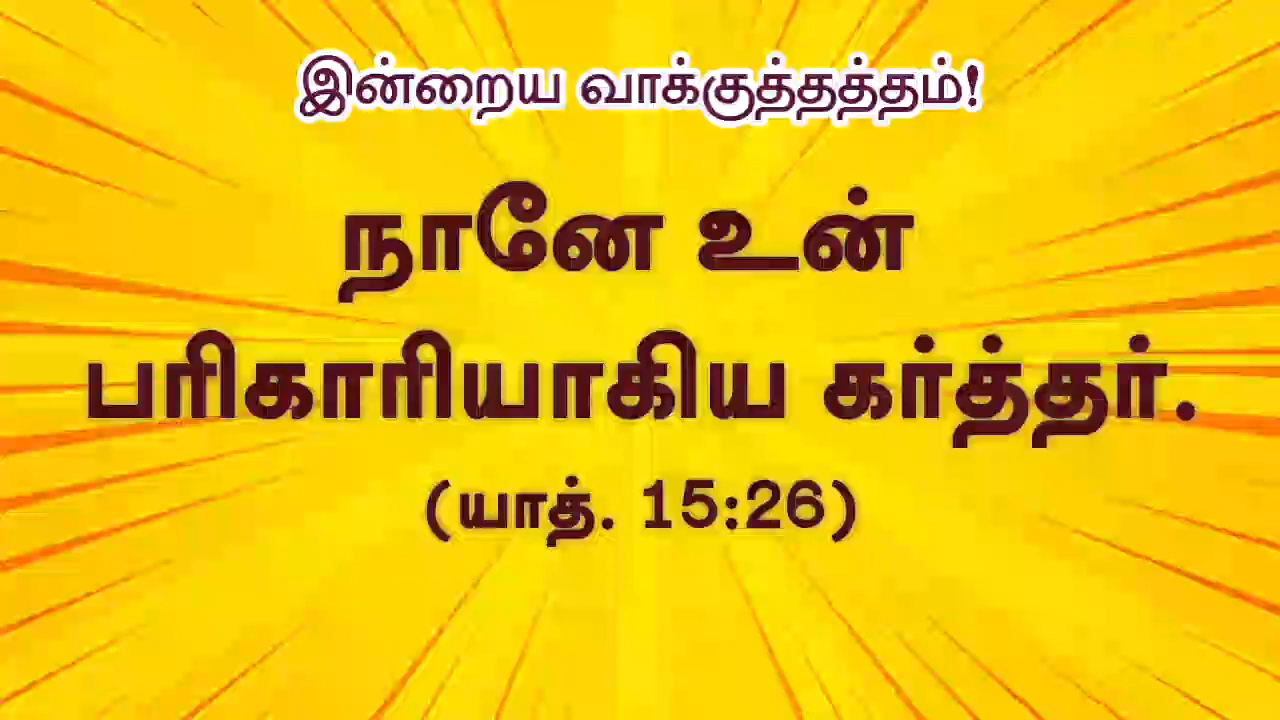 இன்றைய வாக்குத்தத்தம்!
நானே உன்
பரிகாரியாகிய கர்த்தர்.
(யாத். 15:26)